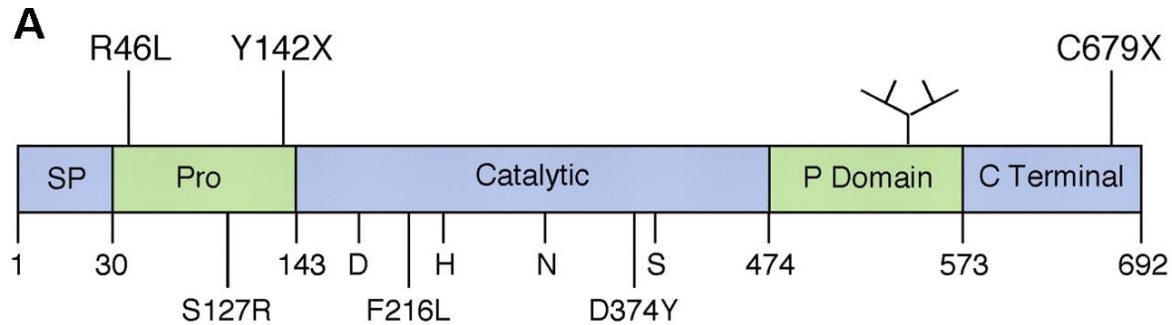 A
R46L Y142X C679X
SP Pro Catalytic P Domain C Terminal
1 30 143 D H N S 474 573 692
S127R F216L D374Y